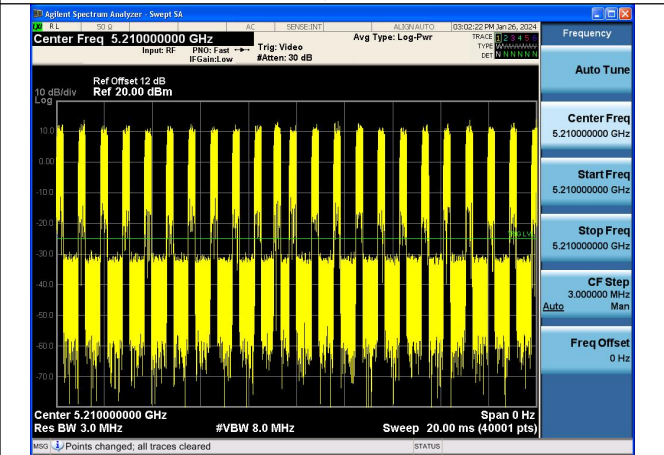 Agilent Spectrum Analyzer - Swept SA
RL 50 Ω AC SENSE:INT ALIGN AUTO 03:02:22 PM Jan 26, 2024
Center Freq 5.210000000 GHz
Input: RF PNO: Fast Trig: Video Avg Type: Log-Pwr TRACE 1 2 3 4 5 6
IFGain:Low #Atten: 30 dB TYPE
DET N N N N N N
Ref Offset 12 dB
10 dB/div Ref 20.00 dBm
Log
10.0
0.00
-10.0
-20.0
-30.0
-40.0
-50.0
-60.0
-70.0
Center 5.210000000 GHz Span 0 Hz
Res BW 3.0 MHz #VBW 8.0 MHz Sweep 20.00 ms (40001 pts)
MSG Points changed; all traces cleared STATUS
Frequency
Auto Tune
Center Freq
5.210000000 GHz
Start Freq
5.210000000 GHz
Stop Freq
5.210000000 GHz
CF Step
3.000000 MHz
Auto Man
Freq Offset
0 Hz